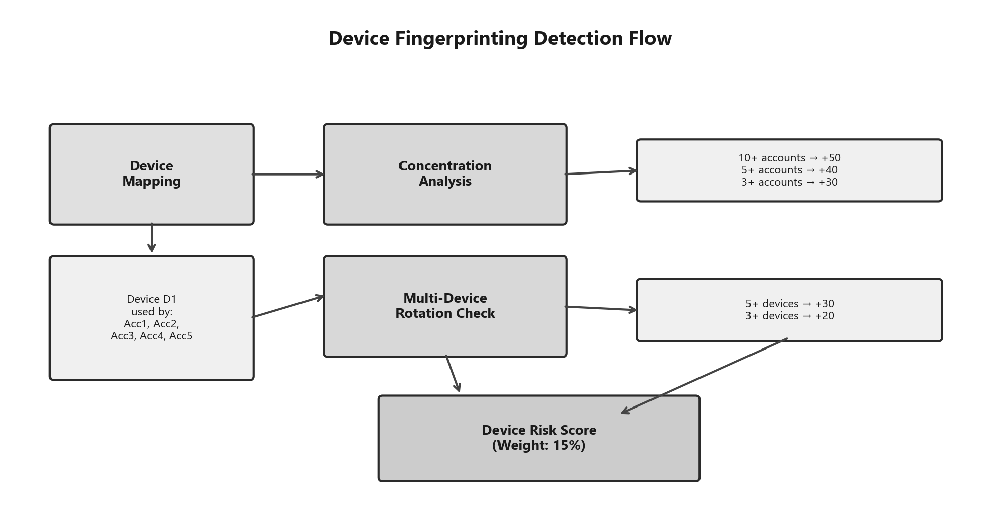 Device Fingerprinting Detection Flow
Device
Mapping
Concentration
Analysis
10+ accounts → +50
5+ accounts → +40
3+ accounts → +30
Device D1
used by:
Acc1, Acc2,
Acc3, Acc4, Acc5
Multi-Device
Rotation Check
5+ devices → +30
3+ devices → +20
Device Risk Score
(Weight: 15%)